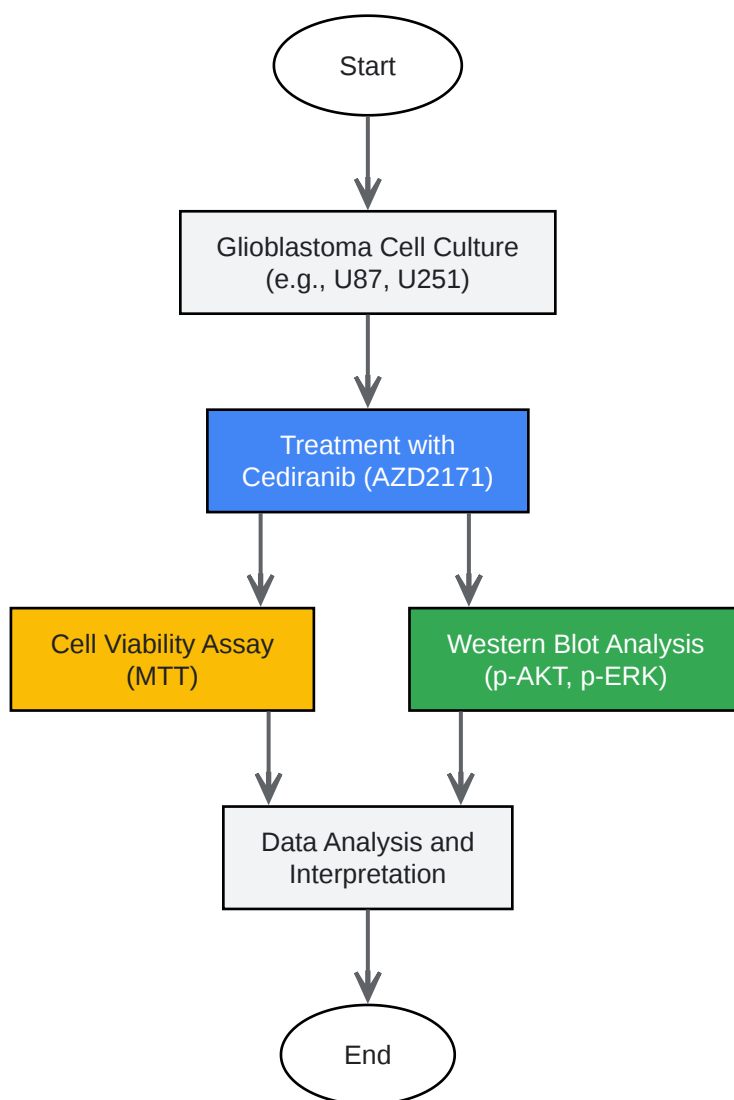 Start
Glioblastoma Cell Culture
(e.g., U87, U251)
Treatment with
Cediranib (AZD2171)
Cell Viability Assay
(MTT)
Western Blot Analysis
(p-AKT, p-ERK)
Data Analysis and
Interpretation
End